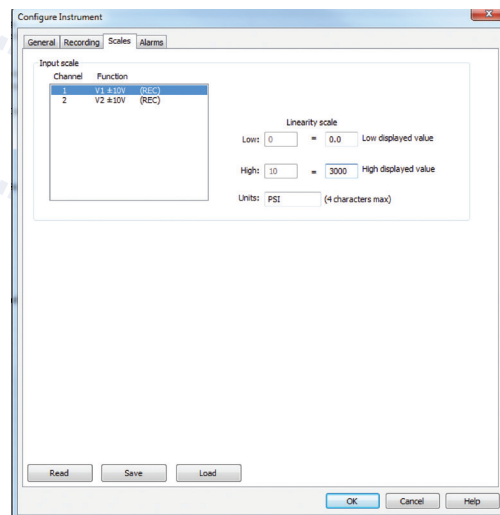 Configure Instrument
x
General Recording Scales Alarms
Input scale
Channel Function
1 V1 ±10V (REC)
2 V2 ±10V (REC)
Linearity scale
Low: 0 = 0.0 Low displayed value
High: 10 = 3000 High displayed value
Units: PSI (4 characters max)
Read Save Load
OK Cancel Help